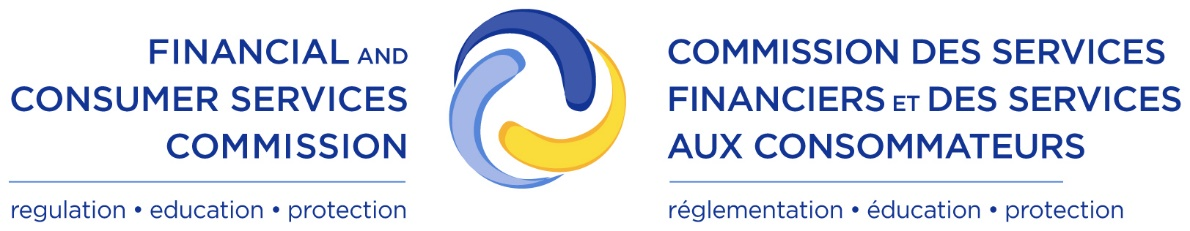 FINANCIAL AND
CONSUMER SERVICES
COMMISSION
regulation • education • protection
COMMISSION DES SERVICES
FINANCIERS ET DES SERVICES
AUX CONSOMMATEURS
réglementation • éducation • protection